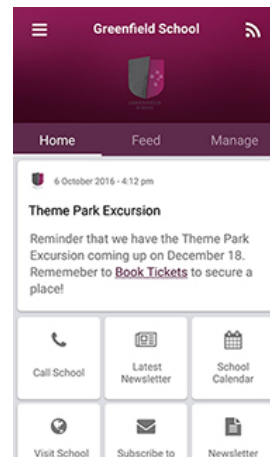 Greenfield School
GREENFIELD
SCHOOL
Home Feed Manage
6 October 2016 - 4:12 pm
Theme Park Excursion
Reminder that we have the Theme Park
Excursion coming up on December 18.
Rememeber to Book Tickets to secure a
place!
Call School
Latest
Newsletter
School
Calendar
Visit School
Subscribe to
Newsletter